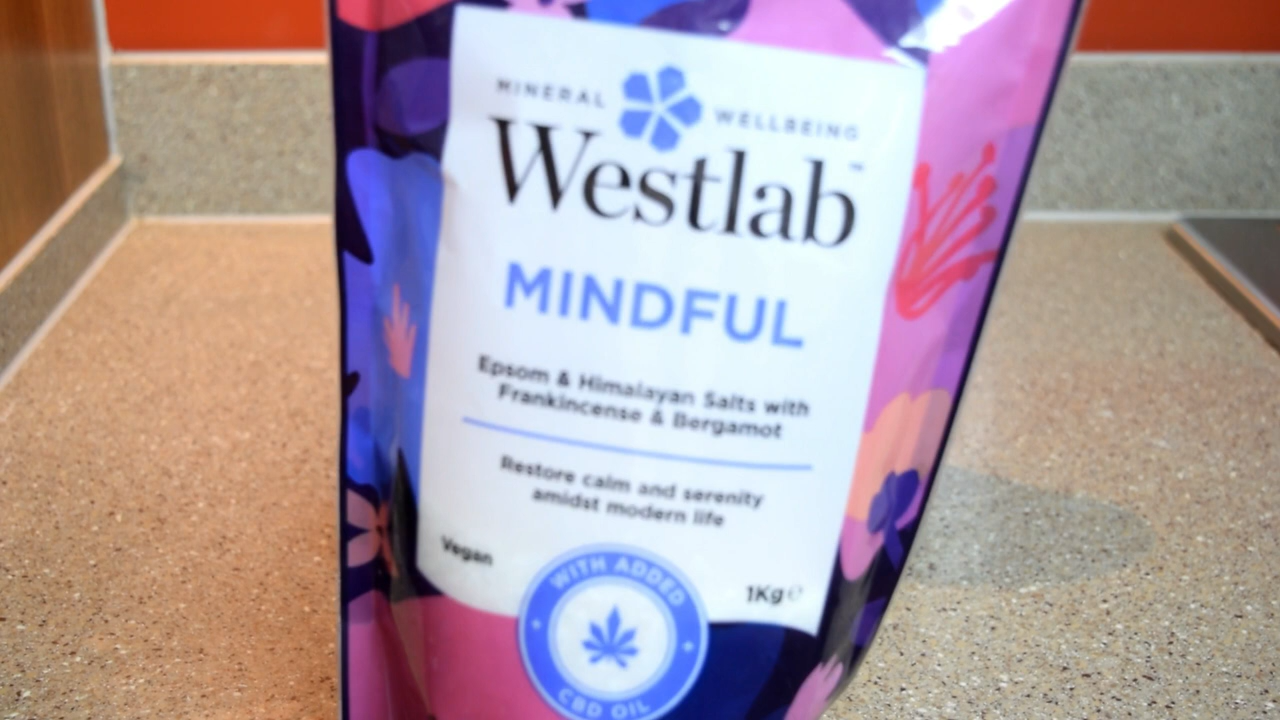 MINERAL WELLBEING
Westlab™
MINDFUL
Epsom & Himalayan Salts with
Frankincense & Bergamot
Restore calm and serenity
amidst modern life
Vegan
1Kg℮
WITH ADDED
CBD OIL